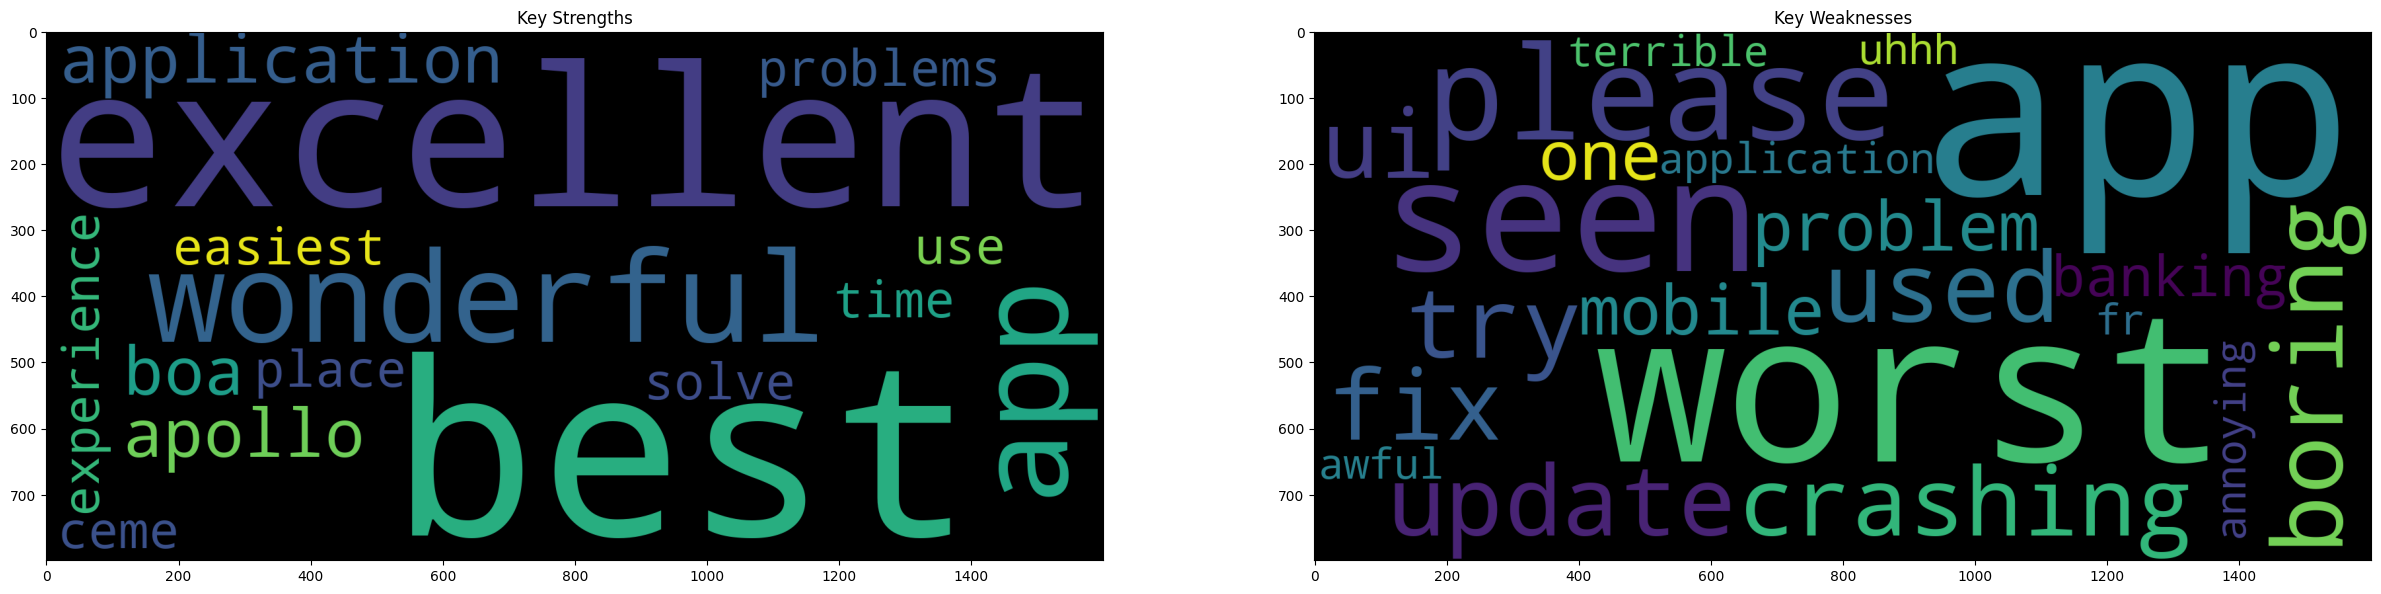 Key Strengths
application
problems
excellent
easiest
use
experience
wonderful
time
app
boa
place
solve
apollo
best
ceme
0
100
200
300
400
500
600
700
0
200
400
600
800
1000
1200
1400
Key Weaknesses
terrible
uhhh
please
app
ui
one
application
seen
problem
boring
banking
used
mobile
try
fr
worst
annoying
fix
awful
update
crashing
0
100
200
300
400
500
600
700
0
200
400
600
800
1000
1200
1400